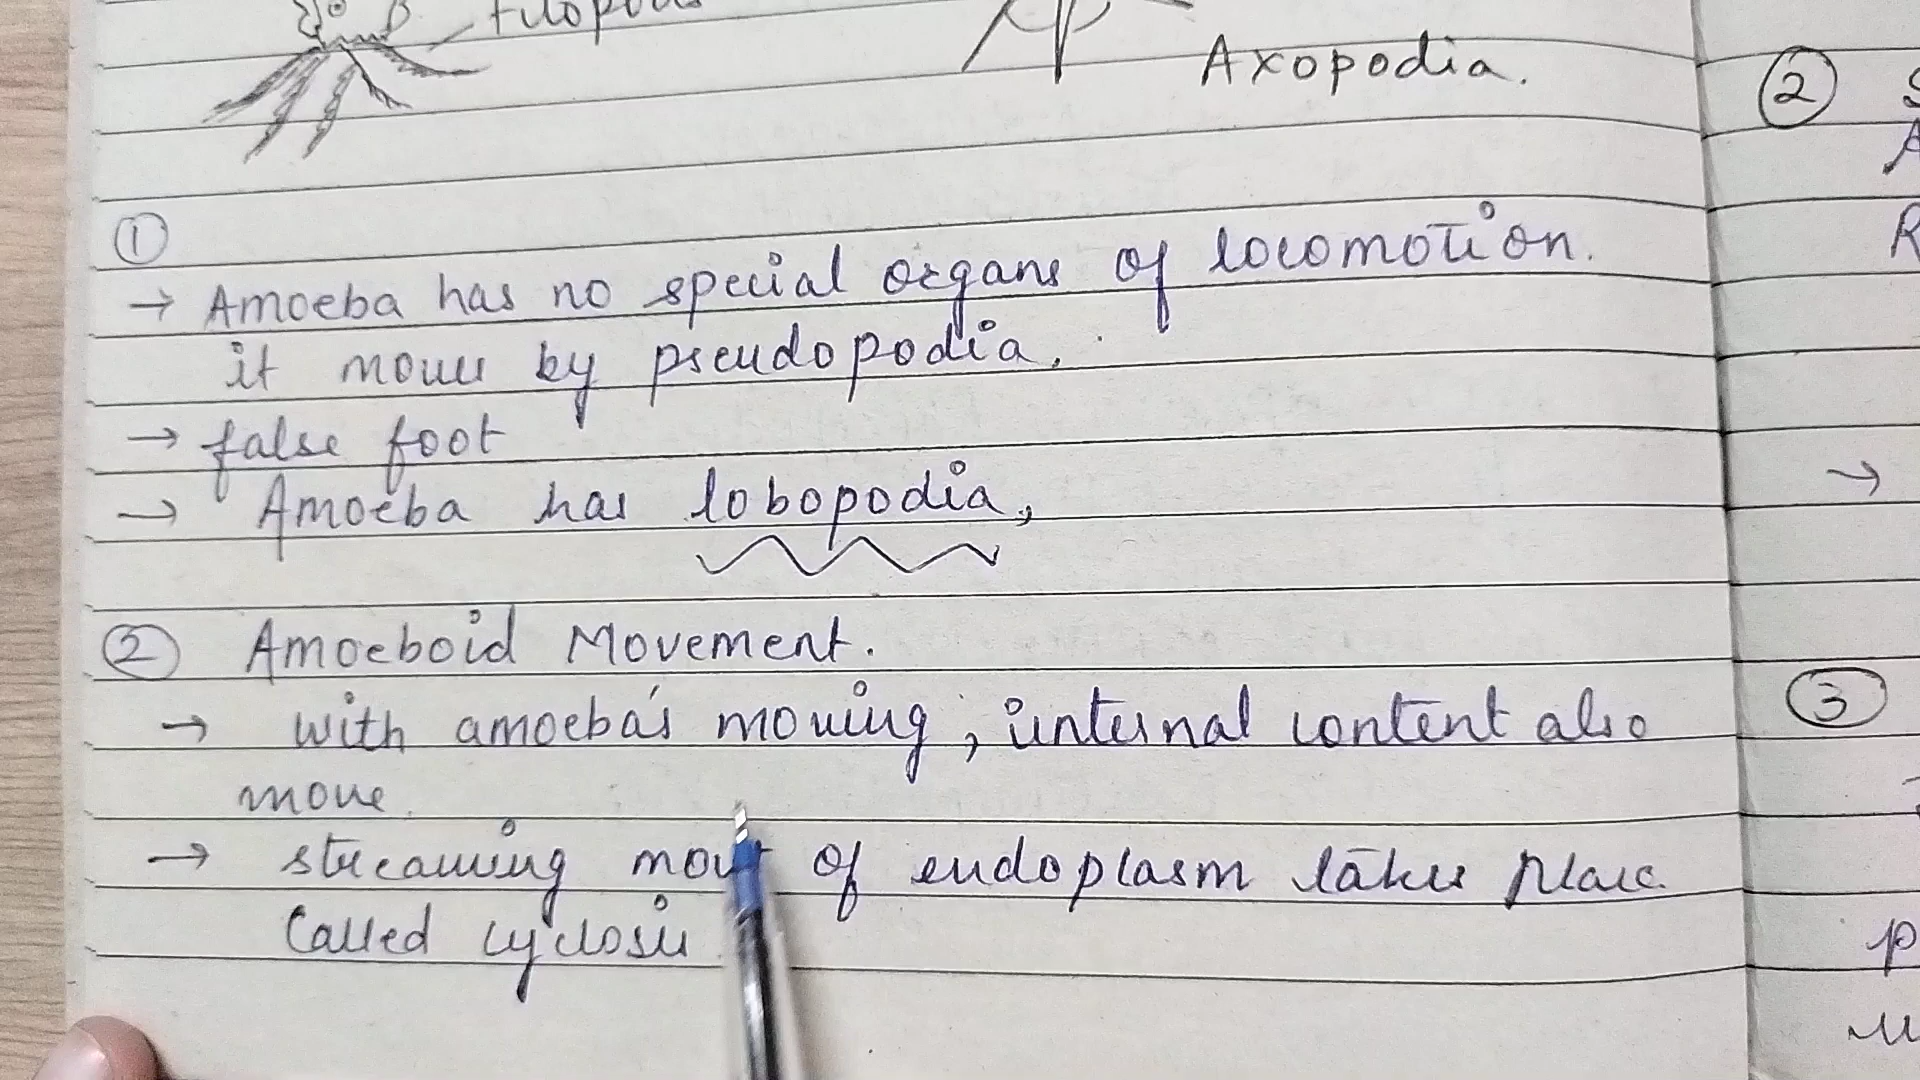 Axopodia.
①
→ Amoeba has no special organs of locomotion.
it moves by pseudopodia.
→ false foot
→ Amoeba has lobopodia,
② Amoeboid Movement.
→ with amoeba's moving, internal content also
move.
→ streaming of endoplasm takes place.
Called cyclosis
②
→
③